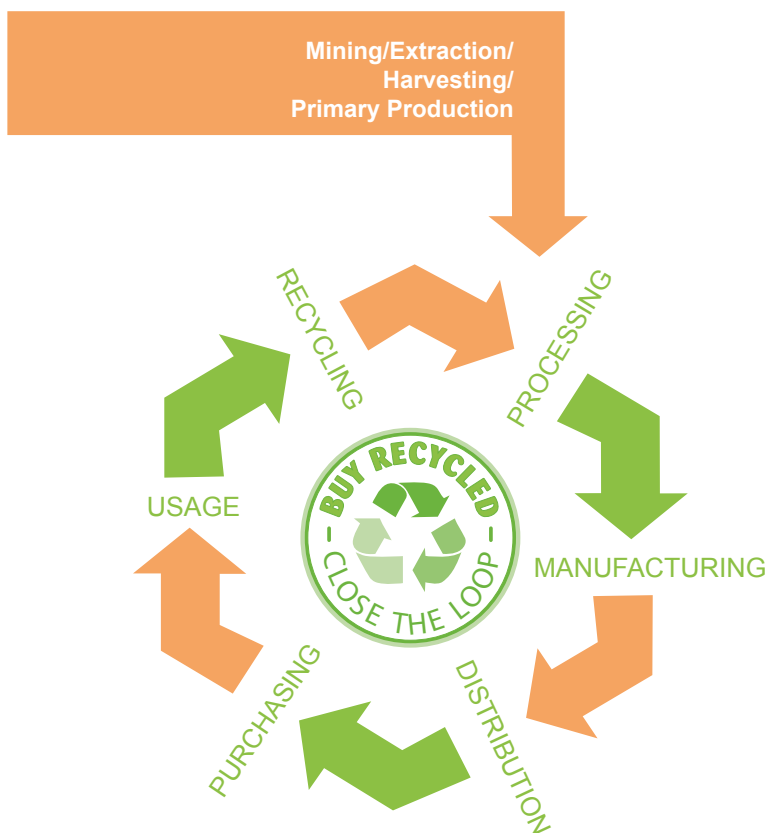 Mining/Extraction/
Harvesting/
Primary Production
RECYCLING
PROCESSING
USAGE
BUY RECYCLED
- CLOSE THE LOOP -
MANUFACTURING
PURCHASING
DISTRIBUTION